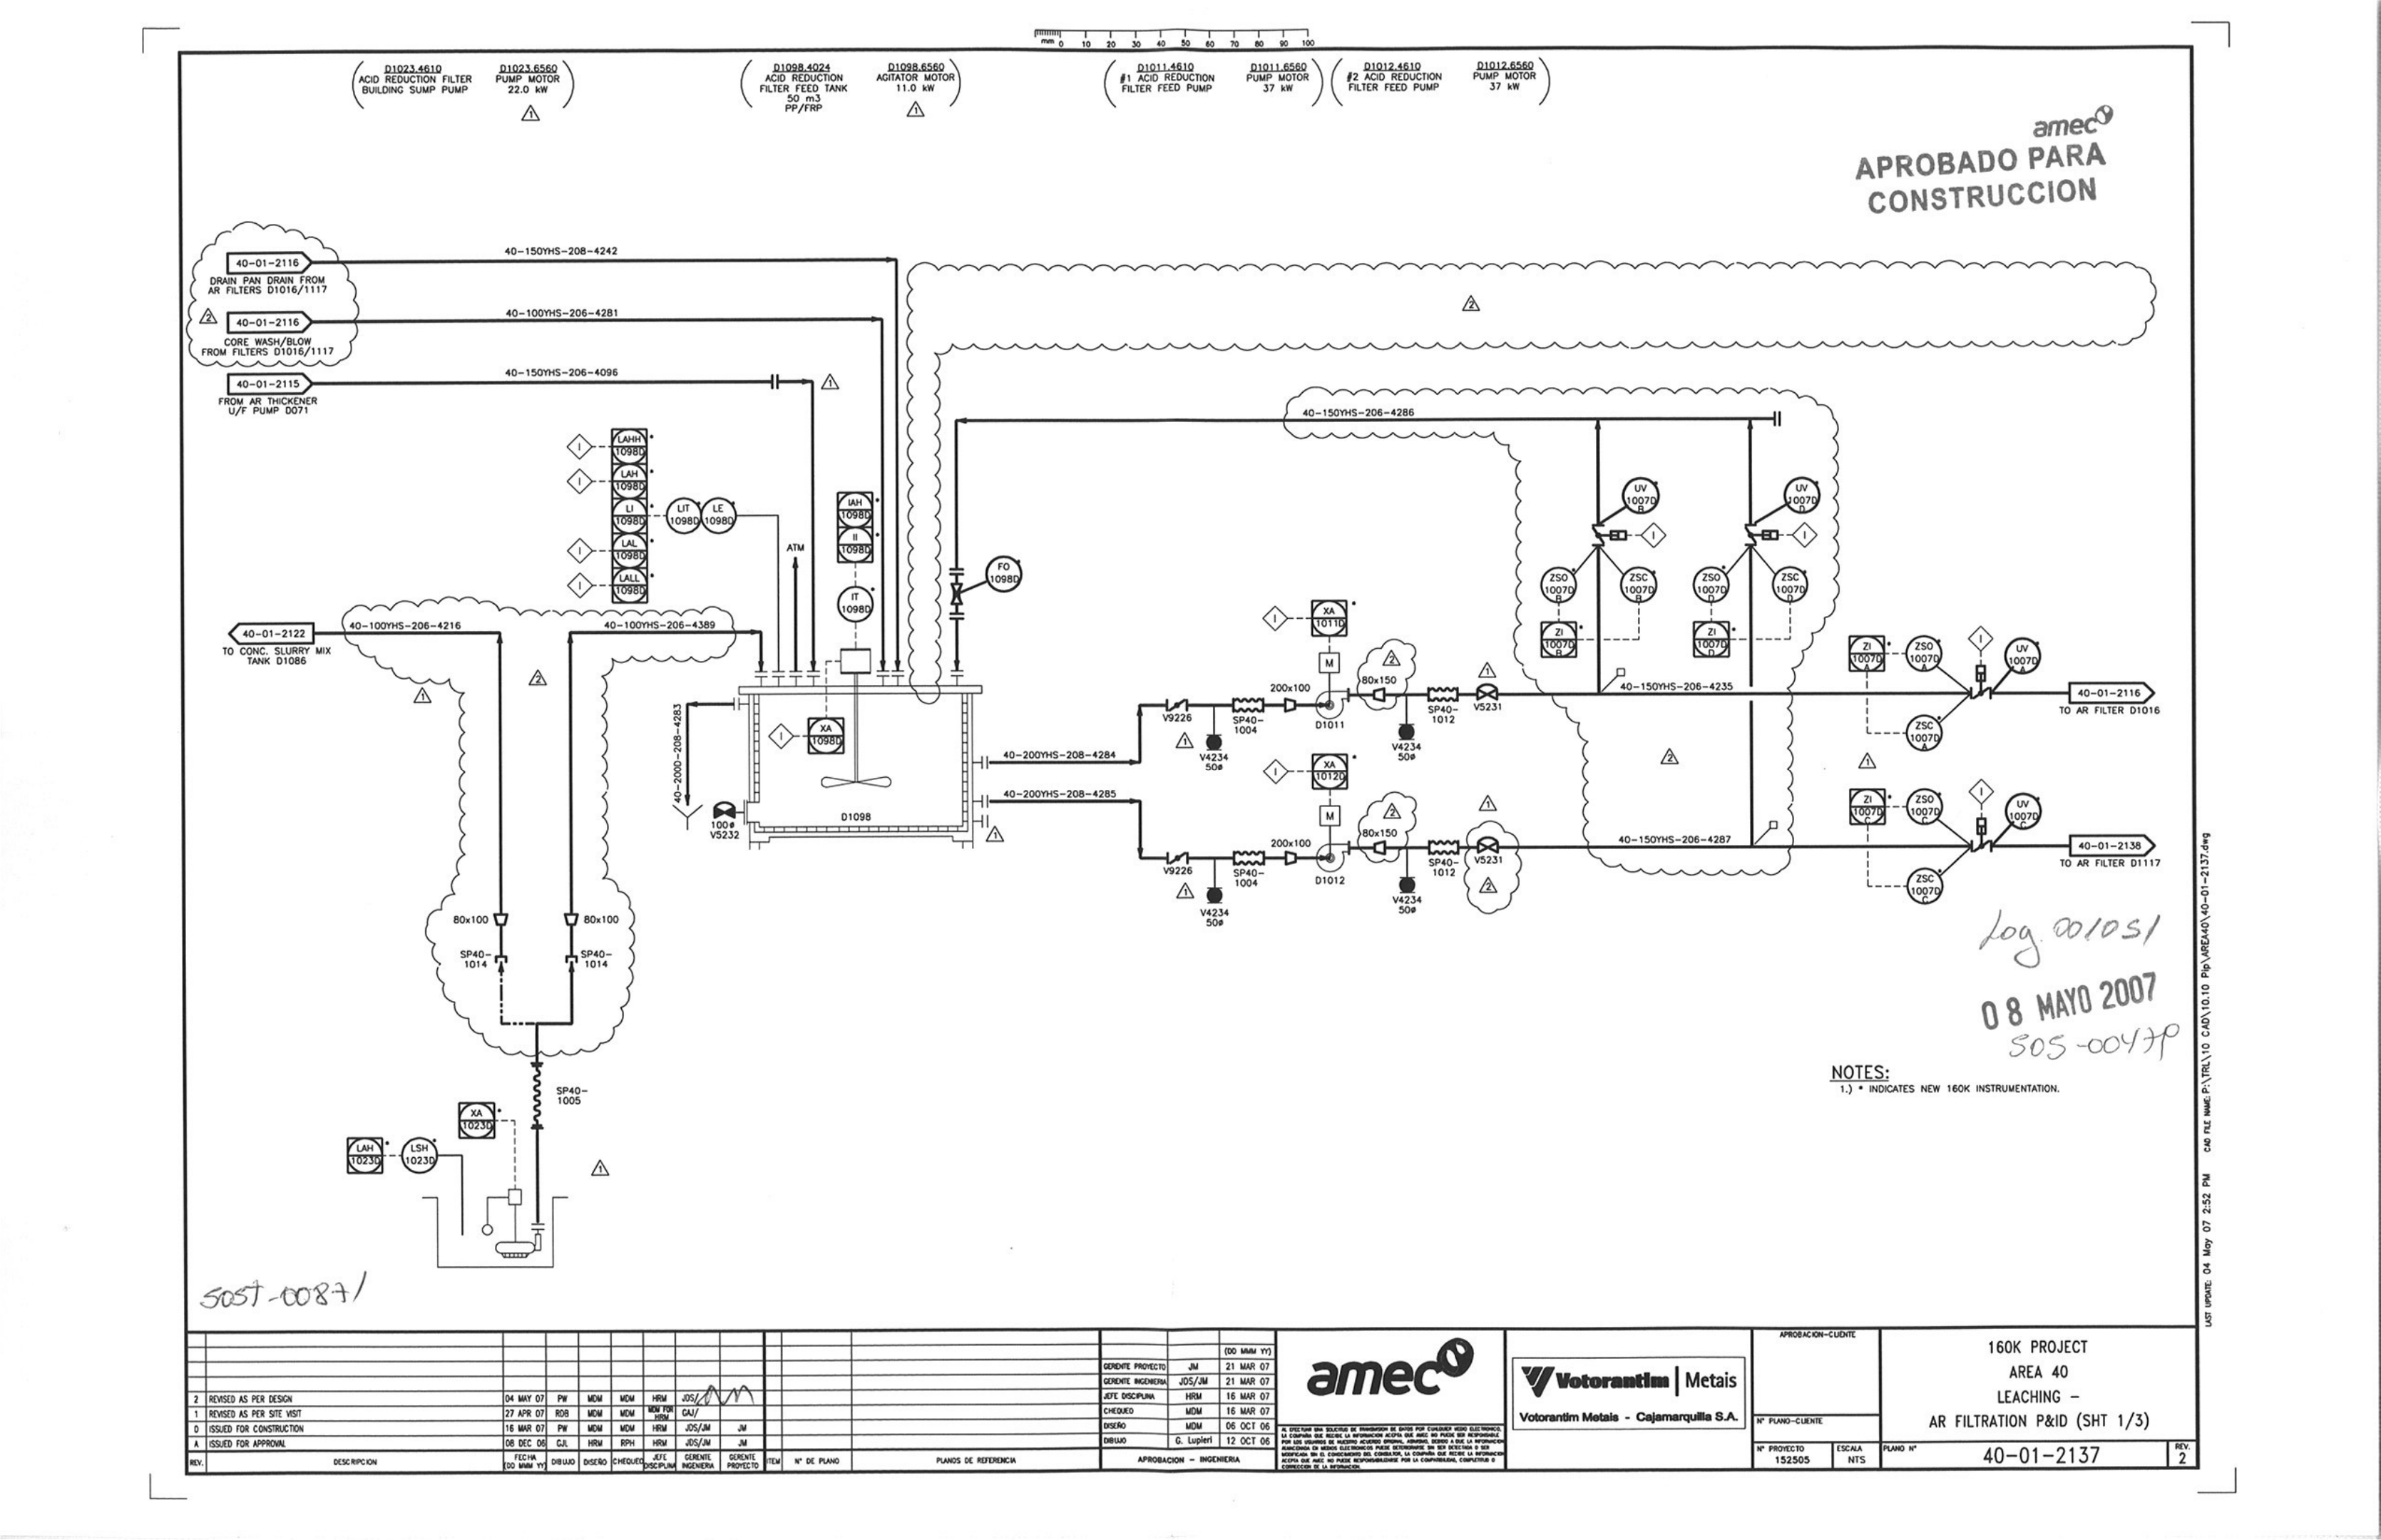 mm 0 10 20 30 40 50 60 70 80 90 100
D1023.4610
ACID REDUCTION FILTER
BUILDING SUMP PUMP
D1023.6560
PUMP MOTOR
22.0 kW
1
D1098.4024
ACID REDUCTION
FILTER FEED TANK
50 m3
PP/FRP
D1098.6560
AGITATOR MOTOR
11.0 kW
1
D1011.4610
#1 ACID REDUCTION
FILTER FEED PUMP
D1011.6560
PUMP MOTOR
37 kW
D1012.4610
#2 ACID REDUCTION
FILTER FEED PUMP
D1012.6560
PUMP MOTOR
37 kW
amec
APROBADO PARA
CONSTRUCCION
40-01-2116
DRAIN PAN DRAIN FROM
AR FILTERS D1016/1117
40-150YHS-208-4242
2
40-01-2116
CORE WASH/BLOW
FROM FILTERS D1016/1117
40-100YHS-206-4281
40-01-2115
FROM AR THICKENER
U/F PUMP D071
40-150YHS-206-4096
1
2
LAHH
1098D
I
LAH
1098D
I
LI
1098D
LIT
1098D
LE
1098D
LAL
1098D
I
LALL
1098D
I
ATM
IAH
1098D
II
1098D
IT
1098D
FO
1098D
40-150YHS-206-4286
UV
1007D
B
I
ZSO
1007D
B
ZSC
1007D
B
ZI
1007D
B
UV
1007D
D
I
ZSO
1007D
D
ZSC
1007D
D
ZI
1007D
D
40-01-2122
TO CONC. SLURRY MIX
TANK D1086
40-100YHS-206-4216
40-100YHS-206-4389
1
2
40-200D-208-4283
100ø
V5232
XA
1098D
I
D1098
1
40-200YHS-208-4284
40-200YHS-208-4285
V9226
1
V4234
50ø
SP40-
1004
200x100
XA
1011D
I
M
D1011
80x150
2
V4234
50ø
SP40-
1012
1
V5231
40-150YHS-206-4235
ZI
1007D
A
ZSO
1007D
A
I
UV
1007D
A
ZSC
1007D
A
1
40-01-2116
TO AR FILTER D1016
V9226
1
V4234
50ø
SP40-
1004
200x100
XA
1012D
I
M
D1012
80x150
2
V4234
50ø
SP40-
1012
1
V5231
2
2
40-150YHS-206-4287
ZI
1007D
C
ZSO
1007D
C
I
UV
1007D
C
ZSC
1007D
C
40-01-2138
TO AR FILTER D1117
80x100
80x100
SP40-
1014
SP40-
1014
SP40-
1005
XA
1023D
LAH
1023D
LSH
1023D
1
Log. 001051
08 MAYO 2007
SOS-0047P
NOTES:
1.) * INDICATES NEW 160K INSTRUMENTATION.
SOST-00871
LAST UPDATE: 04 May 07 2:52 PM CAD FILE NAME: P:\TRL\10 CAD\10.10 Pip\AREA40\40-01-2137.dwg
2 REVISED AS PER DESIGN 04 MAY 07 PW MDM MDM HRM JDS/
1 REVISED AS PER SITE VISIT 27 APR 07 RDB MDM MDM MDM FOR HRM GAJ/
0 ISSUED FOR CONSTRUCTION 16 MAR 07 PW MDM MDM HRM JDS/JM JM
A ISSUED FOR APPROVAL 08 DEC 06 CJL HRM RPH HRM JDS/JM JM
REV. DESCRIPCION FECHA (DD MMM YY) DIBUJO DISEÑO CHEQUEO JEFE DISCIPLINA GERENTE INGENIERIA GERENTE PROYECTO ITEM N° DE PLANO PLANOS DE REFERENCIA
(DD MMM YY)
GERENTE PROYECTO JM 21 MAR 07
GERENTE INGENIERIA JDS/JM 21 MAR 07
JEFE DISCIPLINA HRM 16 MAR 07
CHEQUEO MDM 16 MAR 07
DISEÑO MDM 06 OCT 06
DIBUJO G. Lupieri 12 OCT 06
APROBACION - INGENIERIA
amec
Votorantim | Metais
Votorantim Metais - Cajamarquilla S.A.
APROBACION-CLIENTE
N° PLANO-CLIENTE
N° PROYECTO
152505
ESCALA
NTS
160K PROJECT
AREA 40
LEACHING -
AR FILTRATION P&ID (SHT 1/3)
PLANO N°
40-01-2137
REV.
2